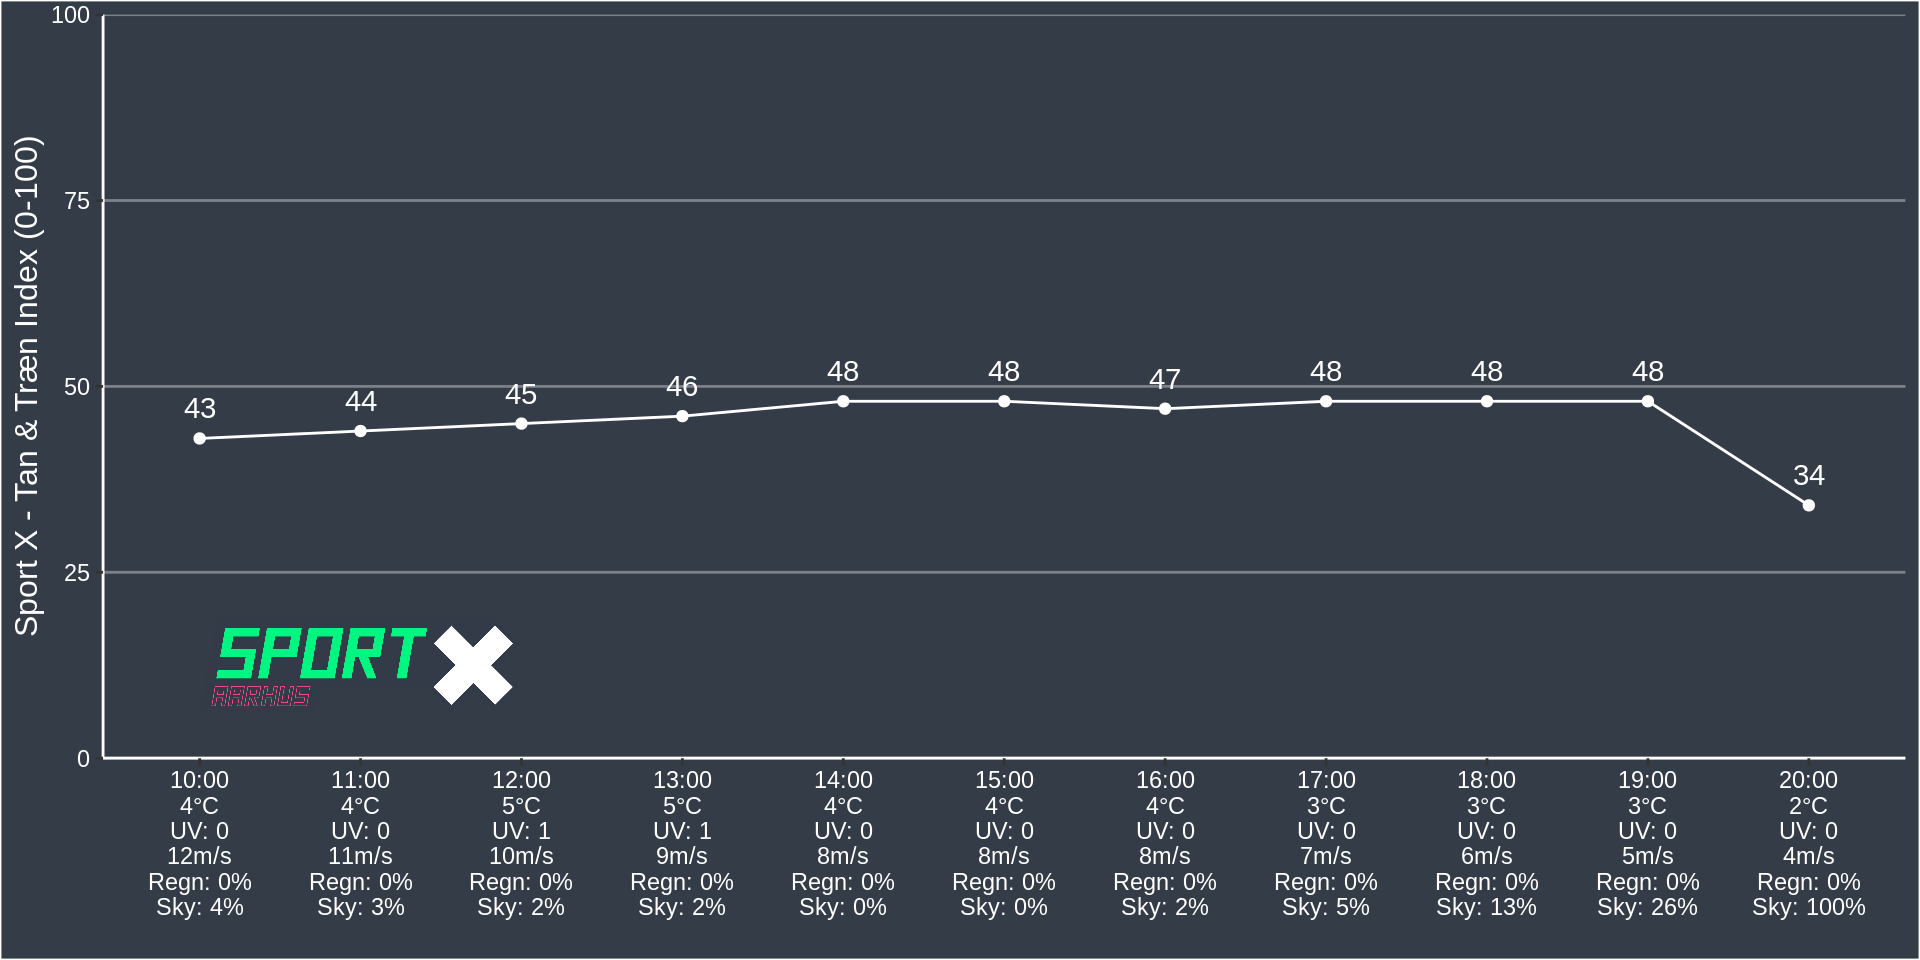 Sport X - Tan & Træn Index (0-100)
100
75
50
25
0
43
44
45
46
48
48
47
48
48
48
34
SPORT X
AARHUS
10:00 11:00 12:00 13:00 14:00 15:00 16:00 17:00 18:00 19:00 20:00
4°C 4°C 5°C 5°C 4°C 4°C 4°C 3°C 3°C 3°C 2°C
UV: 0 UV: 0 UV: 1 UV: 1 UV: 0 UV: 0 UV: 0 UV: 0 UV: 0 UV: 0 UV: 0
12m/s 11m/s 10m/s 9m/s 8m/s 8m/s 8m/s 7m/s 6m/s 5m/s 4m/s
Regn: 0% Regn: 0% Regn: 0% Regn: 0% Regn: 0% Regn: 0% Regn: 0% Regn: 0% Regn: 0% Regn: 0% Regn: 0%
Sky: 4% Sky: 3% Sky: 2% Sky: 2% Sky: 0% Sky: 0% Sky: 2% Sky: 5% Sky: 13% Sky: 26% Sky: 100%